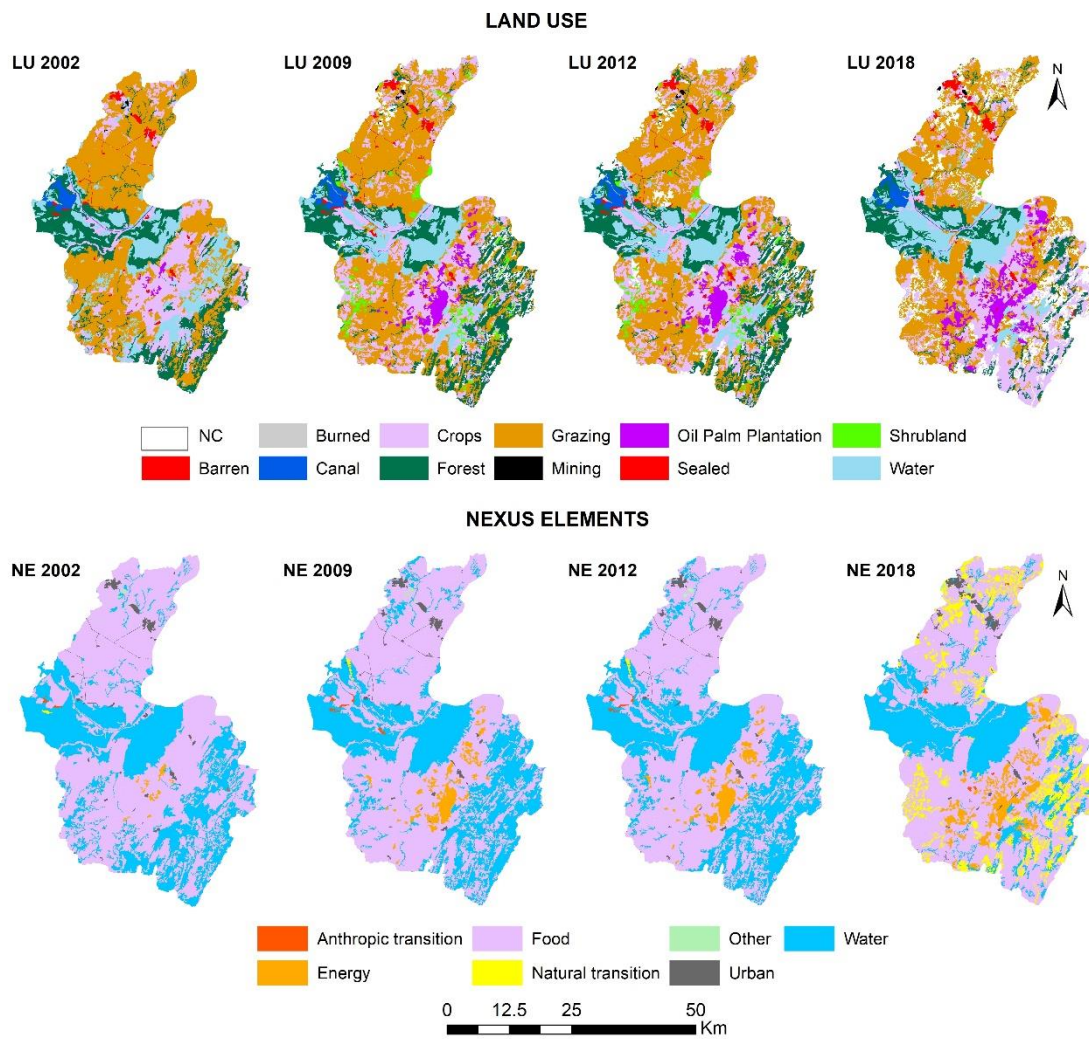 LAND USE
LU 2002 LU 2009 LU 2012 LU 2018
N
NC Burned Crops Grazing Oil Palm Plantation Shrubland
Barren Canal Forest Mining Sealed Water
NEXUS ELEMENTS
NE 2002 NE 2009 NE 2012 NE 2018
N
Anthropic transition Food Other Water
Energy Natural transition Urban
0 12.5 25 50
Km